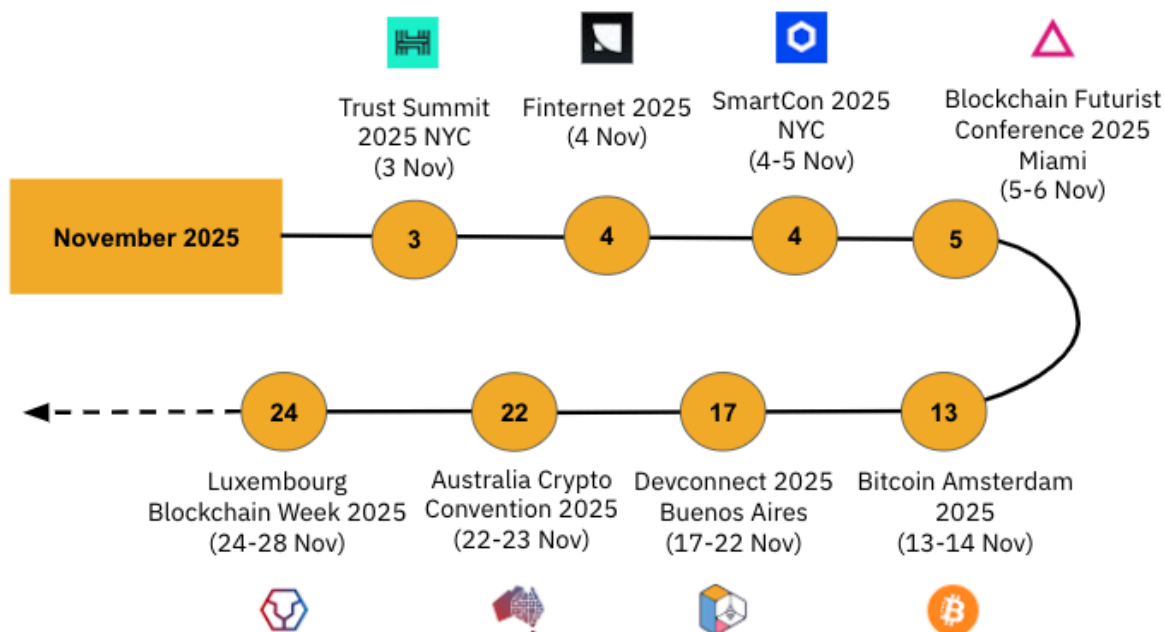 Trust Summit
2025 NYC
(3 Nov)
Finternet 2025
(4 Nov)
SmartCon 2025
NYC
(4-5 Nov)
Blockchain Futurist
Conference 2025
Miami
(5-6 Nov)
November 2025
3
4
4
5
13
Bitcoin Amsterdam
2025
(13-14 Nov)
17
Devconnect 2025
Buenos Aires
(17-22 Nov)
22
Australia Crypto
Convention 2025
(22-23 Nov)
24
Luxembourg
Blockchain Week 2025
(24-28 Nov)